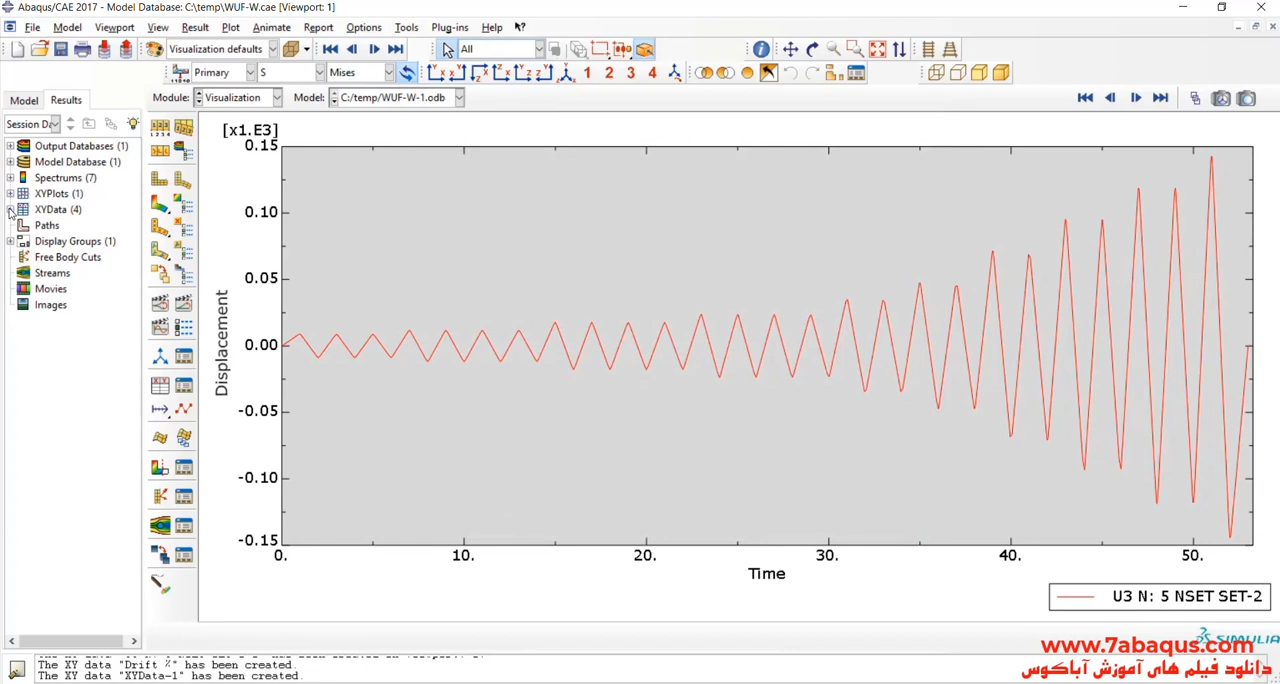 Abaqus/CAE 2017 - Model Database: C:\temp\WUF-W.cae [Viewport: 1]
File Model Viewport View Result Plot Animate Report Options Tools Plug-ins Help
Visualization defaults All
Primary S Mises 1 2 3 4
Model Results Module: Visualization Model: C:/temp/WUF-W-1.odb
Session Da
Output Databases (1)
Model Database (1)
Spectrums (7)
XYPlots (1)
XYData (4)
Paths
Display Groups (1)
Free Body Cuts
Streams
Movies
Images
[x1.E3]
0.15
0.10
0.05
0.00
-0.05
-0.10
-0.15
Displacement
0. 10. 20. 30. 40. 50.
Time
U3 N: 5 NSET SET-2
SIMULIA
www.7abaqus.com
دانلود فیلم های آموزش آباکوس
The XY data "Drift %" has been created.
The XY data "XYData-1" has been created.